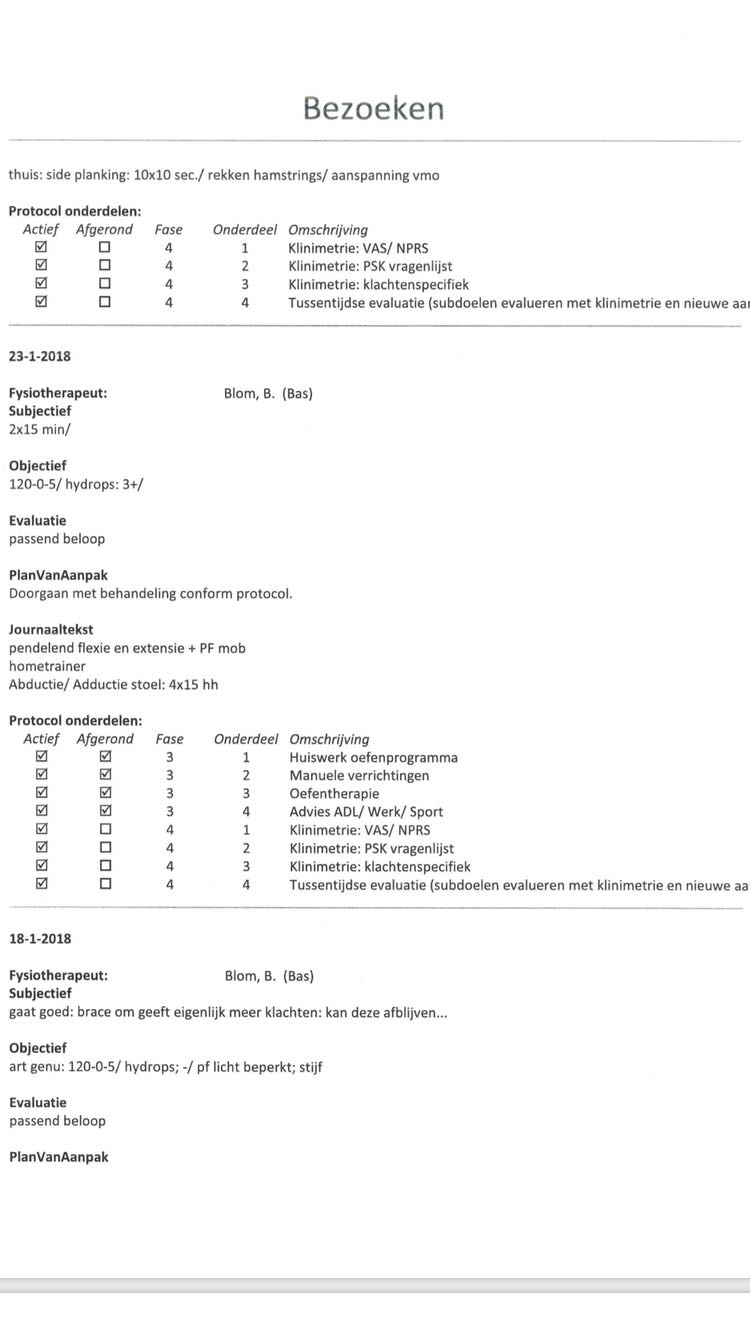 Bezoeken
thuis: side planking: 10x10 sec./ rekken hamstrings/ aanspanning vmo
Protocol onderdelen:
Actief Afgerond Fase Onderdeel Omschrijving
☑ ☐ 4 1 Klinimetrie: VAS/ NPRS
☑ ☐ 4 2 Klinimetrie: PSK vragenlijst
☑ ☐ 4 3 Klinimetrie: klachtenspecifiek
☑ ☐ 4 4 Tussentijdse evaluatie (subdoelen evalueren met klinimetrie en nieuwe aa
23-1-2018
Fysiotherapeut: Blom, B. (Bas)
Subjectief
2x15 min/
Objectief
120-0-5/ hydrops: 3+/
Evaluatie
passend beloop
PlanVanAanpak
Doorgaan met behandeling conform protocol.
Journaaltekst
pendelend flexie en extensie + PF mob
hometrainer
Abductie/ Adductie stoel: 4x15 hh
Protocol onderdelen:
Actief Afgerond Fase Onderdeel Omschrijving
☑ ☑ 3 1 Huiswerk oefenprogramma
☑ ☑ 3 2 Manuele verrichtingen
☑ ☑ 3 3 Oefentherapie
☑ ☑ 3 4 Advies ADL/ Werk/ Sport
☑ ☐ 4 1 Klinimetrie: VAS/ NPRS
☑ ☐ 4 2 Klinimetrie: PSK vragenlijst
☑ ☐ 4 3 Klinimetrie: klachtenspecifiek
☑ ☐ 4 4 Tussentijdse evaluatie (subdoelen evalueren met klinimetrie en nieuwe aa
18-1-2018
Fysiotherapeut: Blom, B. (Bas)
Subjectief
gaat goed: brace om geeft eigenlijk meer klachten: kan deze afblijven...
Objectief
art genu: 120-0-5/ hydrops; -/ pf licht beperkt; stijf
Evaluatie
passend beloop
PlanVanAanpak